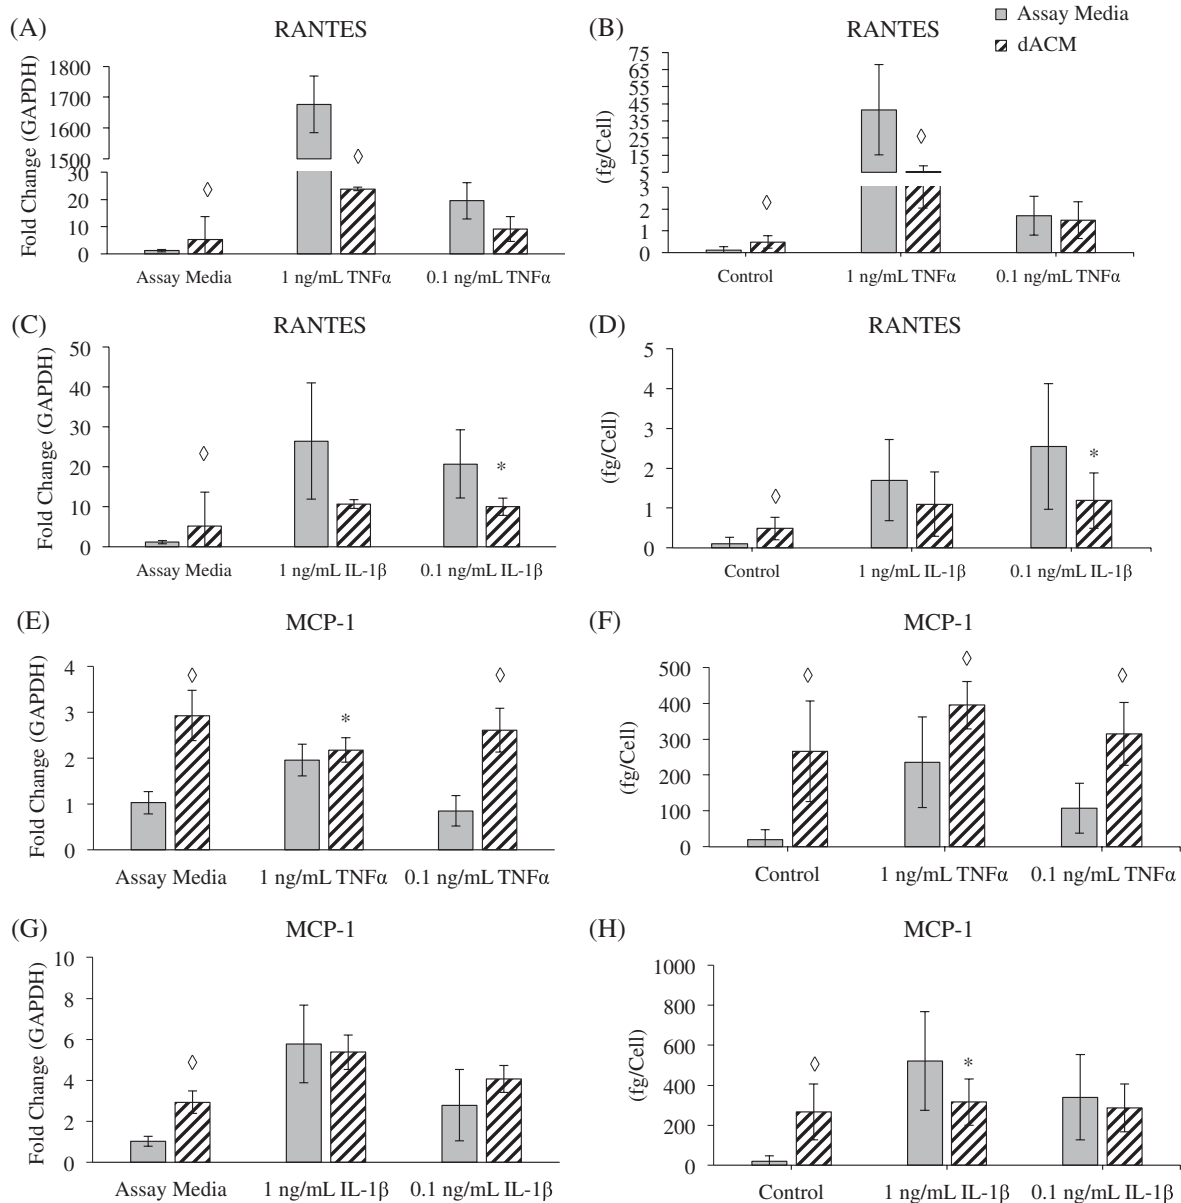 (A)
RANTES
Fold Change (GAPDH)
1800
1700
1600
1500
30
20
10
0
Assay Media
1 ng/mL TNFα
0.1 ng/mL TNFα
◊
◊
(B)
RANTES
Assay Media
dACM
(fg/Cell)
75
65
55
45
35
25
15
5
3
2
1
0
Control
1 ng/mL TNFα
0.1 ng/mL TNFα
◊
◊
(C)
RANTES
Fold Change (GAPDH)
50
40
30
20
10
0
Assay Media
1 ng/mL IL-1β
0.1 ng/mL IL-1β
◊
*
(D)
RANTES
(fg/Cell)
5
4
3
2
1
0
Control
1 ng/mL IL-1β
0.1 ng/mL IL-1β
◊
*
(E)
MCP-1
Fold Change (GAPDH)
4
3
2
1
0
Assay Media
1 ng/mL TNFα
0.1 ng/mL TNFα
◊
*
◊
(F)
MCP-1
(fg/Cell)
500
400
300
200
100
0
Control
1 ng/mL TNFα
0.1 ng/mL TNFα
◊
◊
◊
(G)
MCP-1
Fold Change (GAPDH)
10
8
6
4
2
0
Assay Media
1 ng/mL IL-1β
0.1 ng/mL IL-1β
◊
(H)
MCP-1
(fg/Cell)
1000
800
600
400
200
0
Control
1 ng/mL IL-1β
0.1 ng/mL IL-1β
◊
*